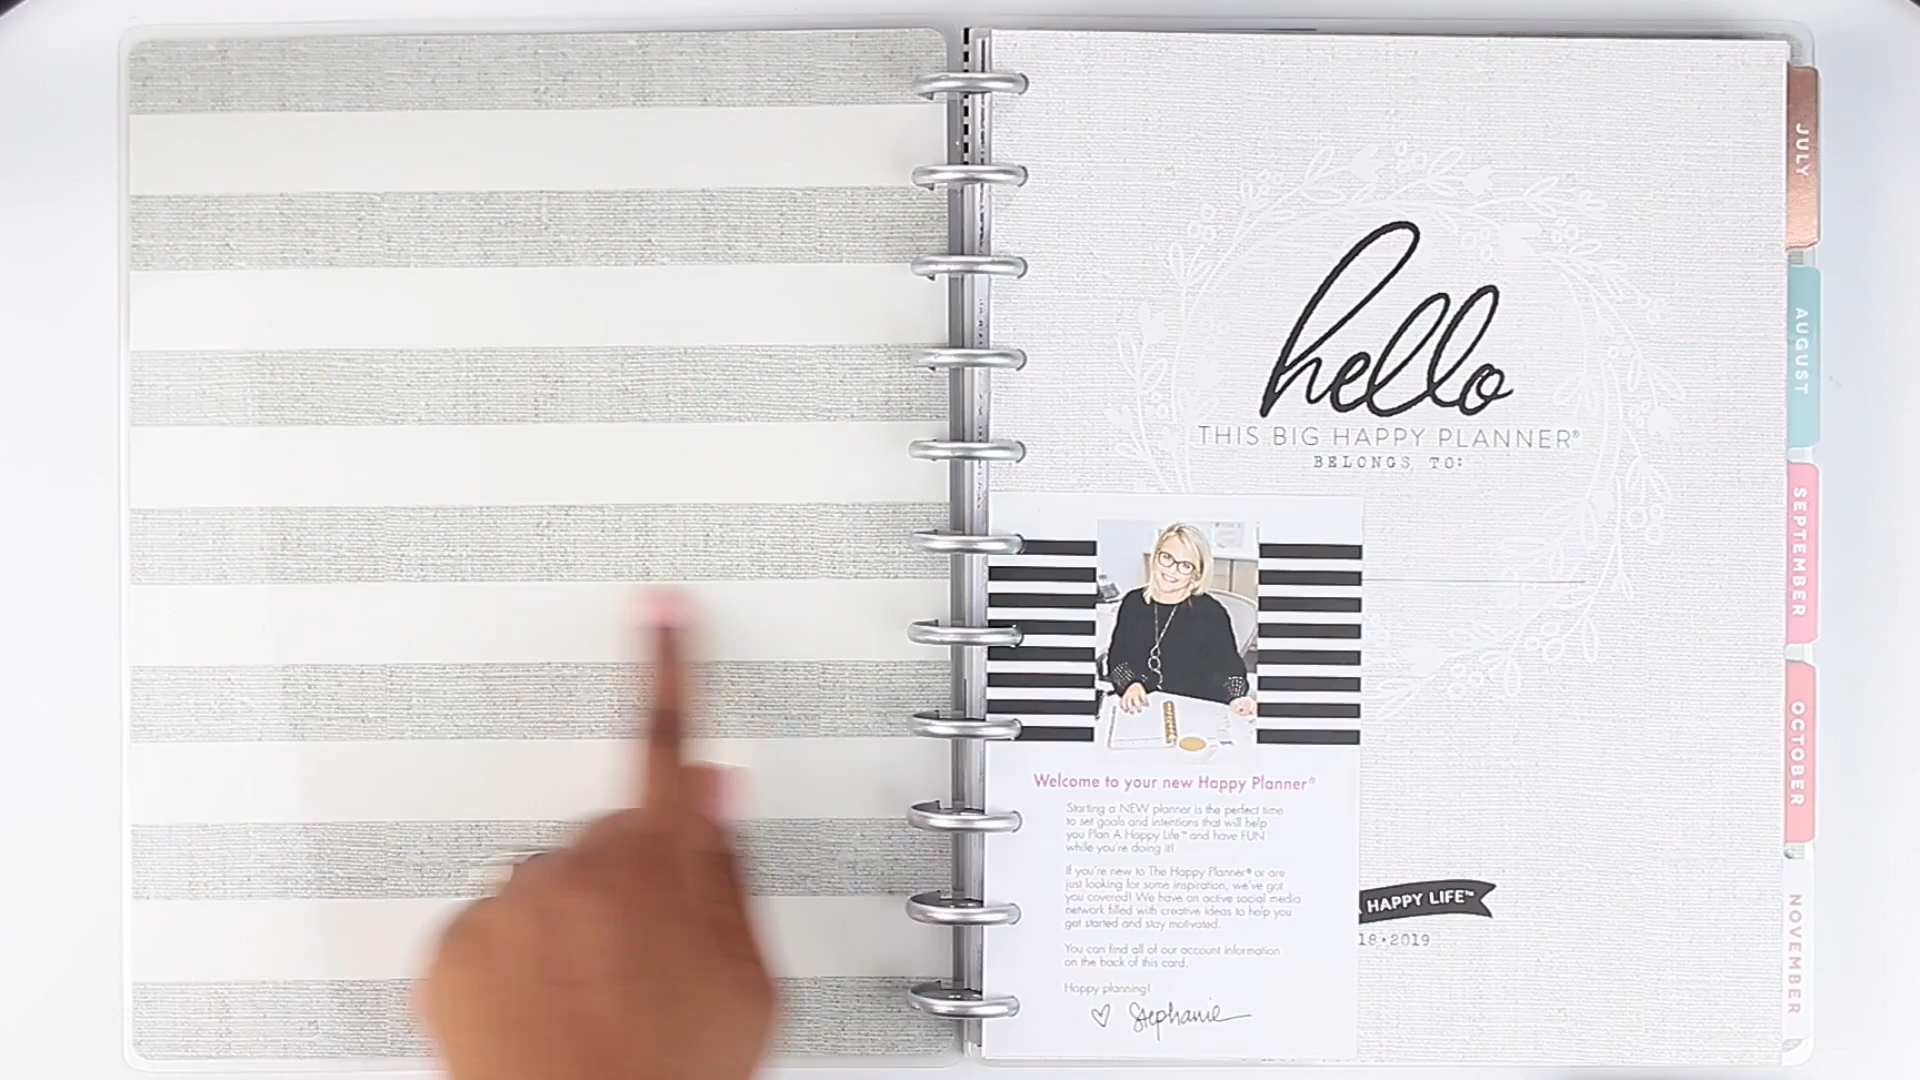 hello
THIS BIG HAPPY PLANNER®
BELONGS TO:
Welcome to your new Happy Planner®
Starting a NEW planner is the perfect time
to set goals and intentions that will help
you Plan A Happy Life™ and have FUN
while you're doing it!
If you're new to The Happy Planner® or are
just looking for some inspiration, we've got
you covered! We have an active social media
network filled with creative ideas to help you
get started and stay motivated.
You can find all of our account information
on the back of this card.
Happy planning!
♡ Stephanie
HAPPY LIFE™
18•2019
JULY
AUGUST
SEPTEMBER
OCTOBER
NOVEMBER